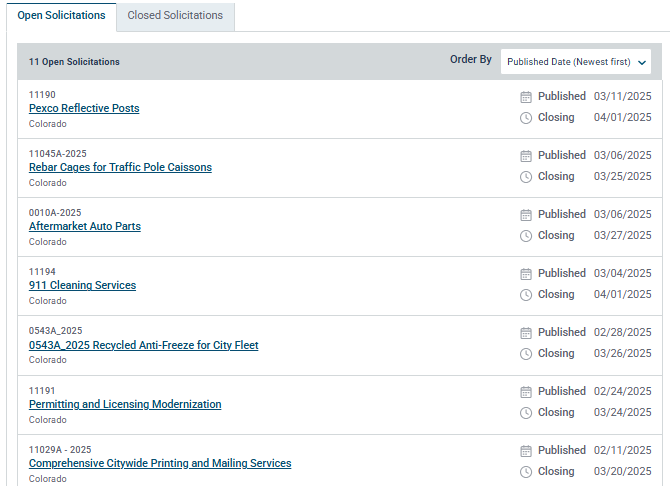 Open Solicitations
Closed Solicitations
11 Open Solicitations
Order By
Published Date (Newest first)
11190
Published 03/11/2025
Pexco Reflective Posts
Closing 04/01/2025
Colorado
11045A-2025
Published 03/06/2025
Rebar Cages for Traffic Pole Caissons
Closing 03/25/2025
Colorado
0010A-2025
Published 03/06/2025
Aftermarket Auto Parts
Closing 03/27/2025
Colorado
11194
Published 03/04/2025
911 Cleaning Services
Closing 04/01/2025
Colorado
0543A_2025
Published 02/28/2025
0543A_2025 Recycled Anti-Freeze for City Fleet
Closing 03/26/2025
Colorado
11191
Published 02/24/2025
Permitting and Licensing Modernization
Closing 03/24/2025
Colorado
11029A - 2025
Published 02/11/2025
Comprehensive Citywide Printing and Mailing Services
Closing 03/20/2025
Colorado